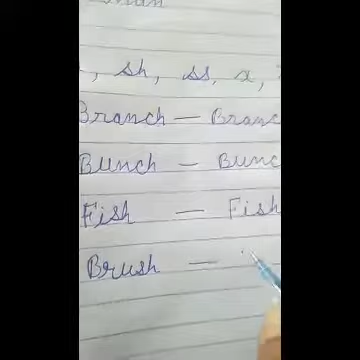 , sh, ss, x,
Branch — Branc
Bunch — Bunc
Fish — Fish
Brush —